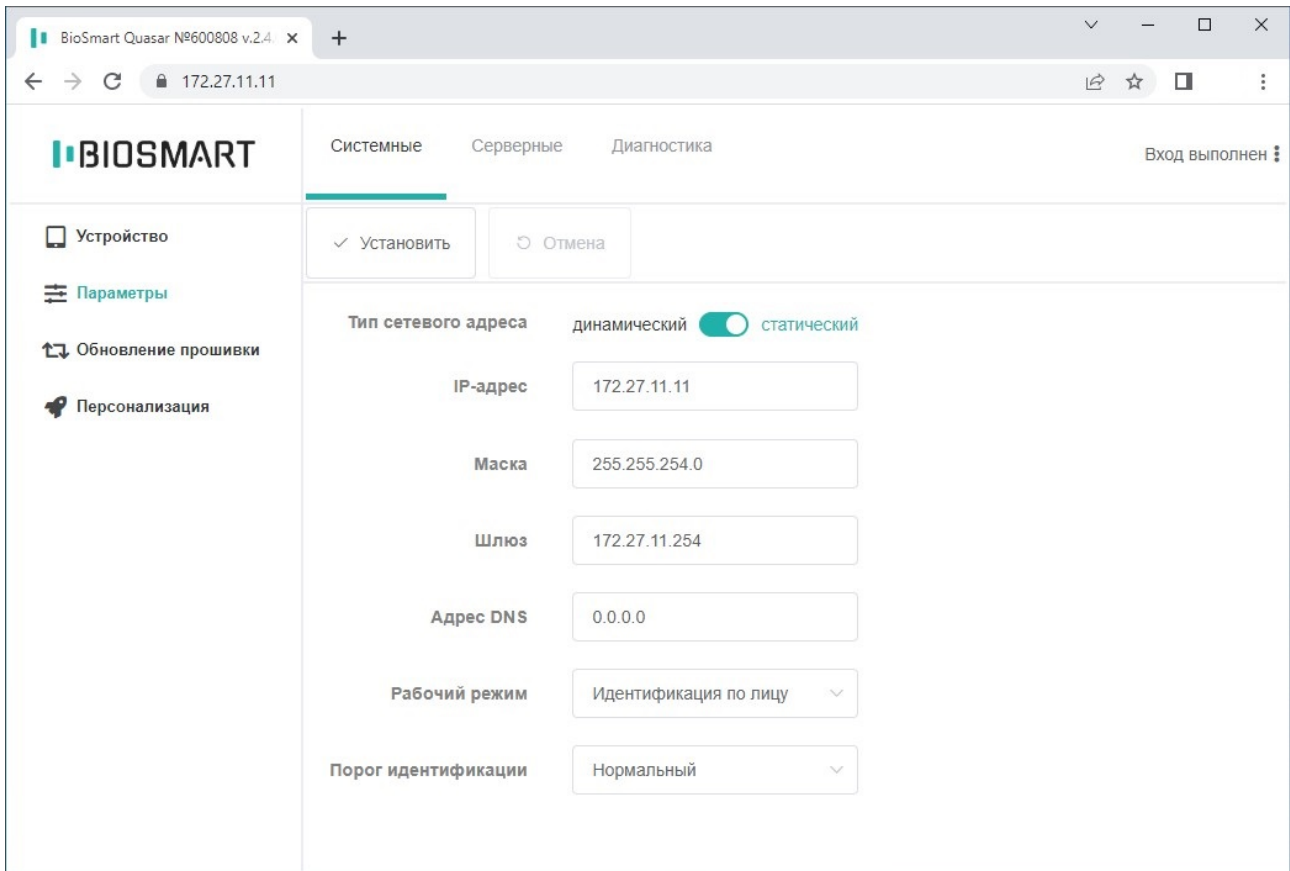 BioSmart Quasar №600808 v.2.4.
172.27.11.11
BIOSMART
Системные Серверные Диагностика
Вход выполнен
Устройство
Параметры
Обновление прошивки
Персонализация
Установить Отмена
Тип сетевого адреса динамический статический
IP-адрес 172.27.11.11
Маска 255.255.254.0
Шлюз 172.27.11.254
Адрес DNS 0.0.0.0
Рабочий режим Идентификация по лицу
Порог идентификации Нормальный